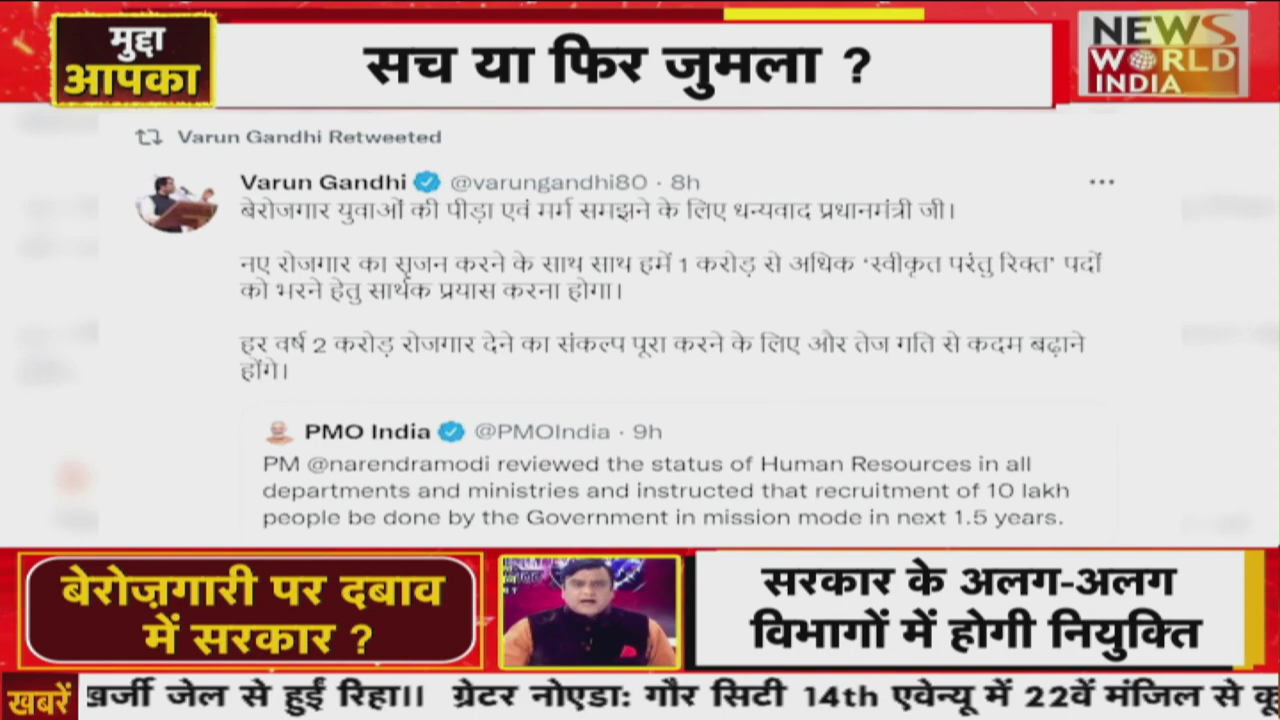 मुद्दा
आपका
सच या फिर जुमला ?
NEWS
WORLD
INDIA
Varun Gandhi Retweeted
Varun Gandhi @varungandhi80 · 8h
बेरोजगार युवाओं की पीड़ा एवं मर्म समझने के लिए धन्यवाद प्रधानमंत्री जी।
नए रोजगार का सृजन करने के साथ साथ हमें 1 करोड़ से अधिक ‘स्वीकृत परंतु रिक्त’ पदों
को भरने हेतु सार्थक प्रयास करना होगा।
हर वर्ष 2 करोड़ रोजगार देने का संकल्प पूरा करने के लिए और तेज गति से कदम बढ़ाने
होंगे।
PMO India @PMOIndia · 9h
PM @narendramodi reviewed the status of Human Resources in all
departments and ministries and instructed that recruitment of 10 lakh
people be done by the Government in mission mode in next 1.5 years.
बेरोज़गारी पर दबाव
में सरकार ?
सरकार के अलग-अलग
विभागों में होगी नियुक्ति
खबरें
जेल से हुईं रिहा।। ग्रेटर नोएडा: गौर सिटी 14th एवेन्यू में 22वें मंजिल से